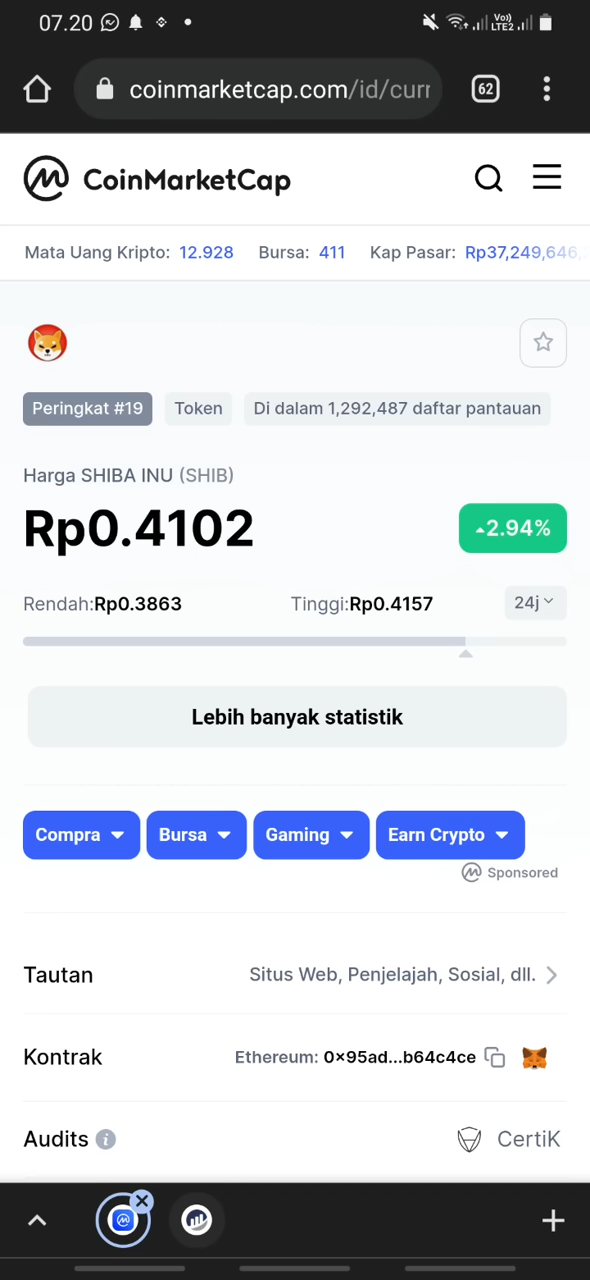 07.20
Vo))
LTE2
coinmarketcap.com/id/curr
62
CoinMarketCap
Mata Uang Kripto: 12.928 Bursa: 411 Kap Pasar: Rp37,249,646,
Peringkat #19 Token Di dalam 1,292,487 daftar pantauan
Harga SHIBA INU (SHIB)
Rp0.4102
2.94%
Rendah:Rp0.3863 Tinggi:Rp0.4157 24j
Lebih banyak statistik
Compra Bursa Gaming Earn Crypto
Sponsored
Tautan Situs Web, Penjelajah, Sosial, dll.
Kontrak Ethereum: 0x95ad...b64c4ce
Audits CertiK